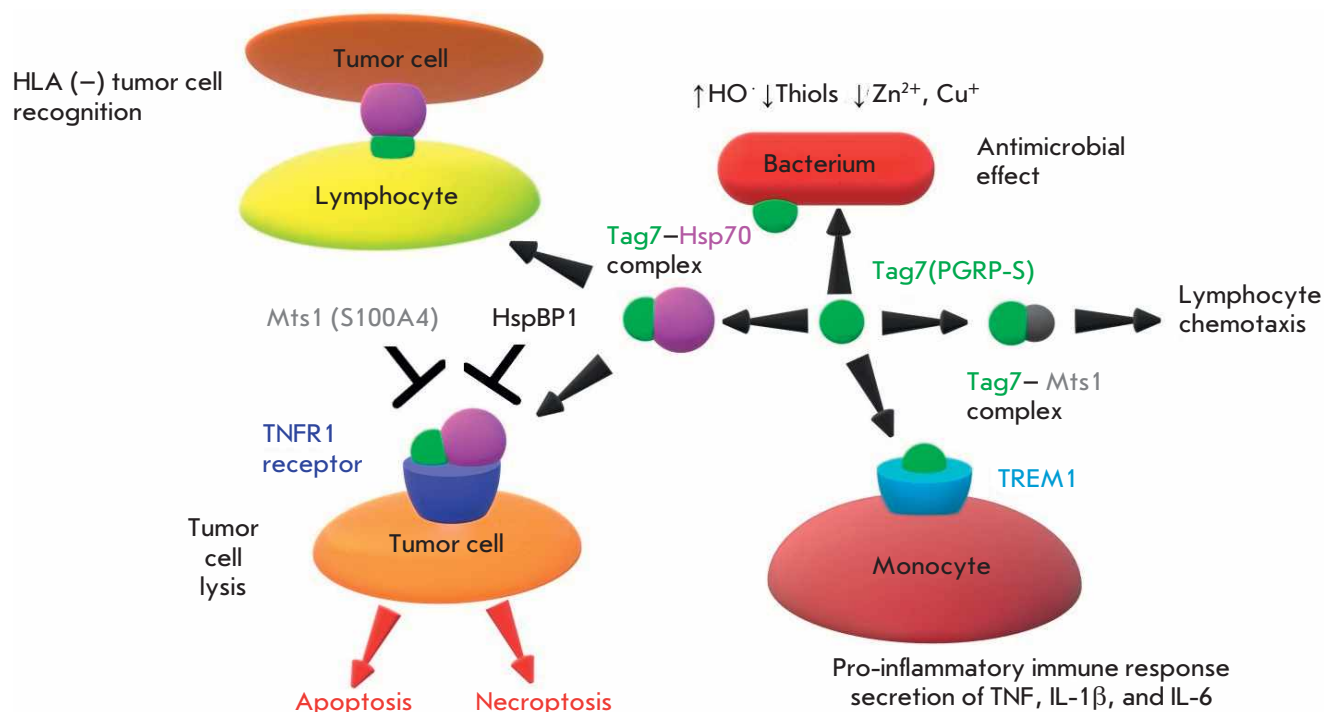 Tumor cell
HLA (–) tumor cell
recognition
Lymphocyte
↑HO· ↓Thiols ↓Zn²⁺, Cu⁺
Bacterium
Antimicrobial
effect
Tag7–Hsp70
complex
Tag7(PGRP-S)
Lymphocyte
chemotaxis
Mts1 (S100A4)
HspBP1
Tag7– Mts1
complex
TNFR1
receptor
TREM1
Tumor
cell
lysis
Tumor cell
Monocyte
Apoptosis
Necroptosis
Pro-inflammatory immune response
secretion of TNF, IL-1β, and IL-6